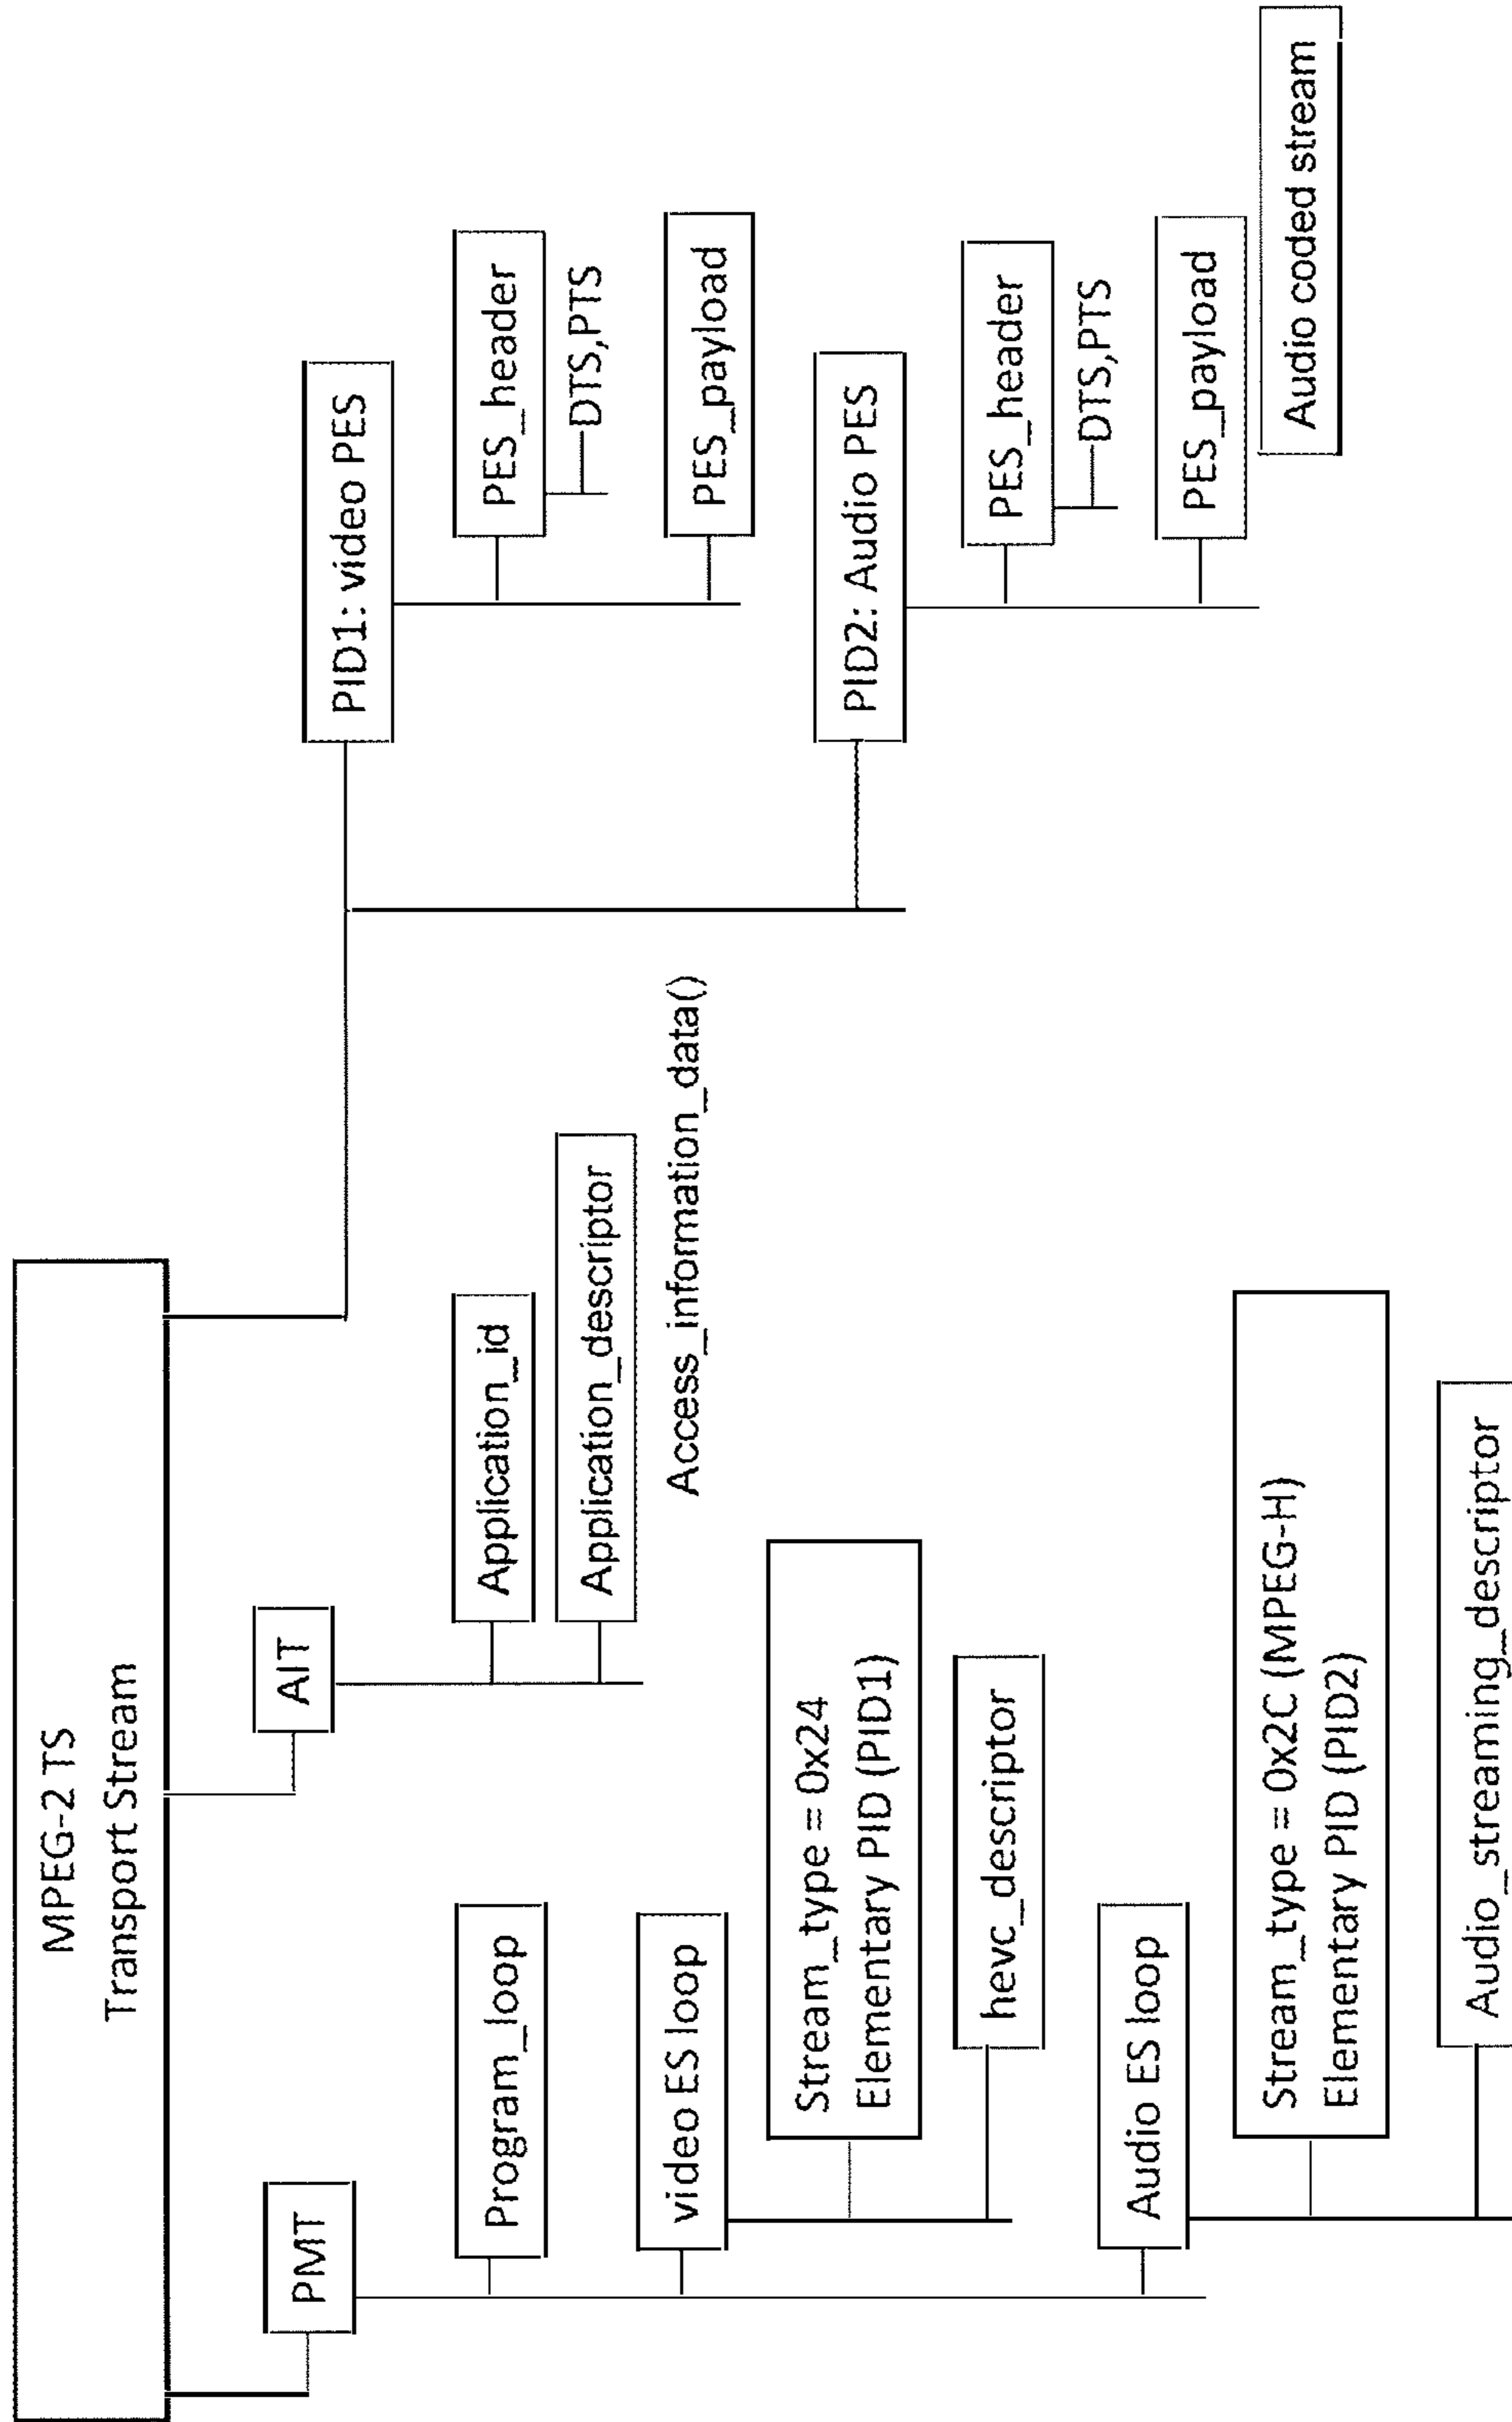 MPEG-2 TS
Transport Stream
PMT
Program_loop
video ES loop
Stream_type = 0x24
Elementary PID (PID1)
hevc_descriptor
Audio ES loop
Stream_type = 0x2C (MPEG-H)
Elementary PID (PID2)
Audio_streaming_descriptor
AIT
Application_id
Application_descriptor
Access_information_data()
PID1: video PES
PES_header
DTS,PTS
PES_payload
PID2: Audio PES
PES_header
DTS,PTS
PES_payload
Audio coded stream